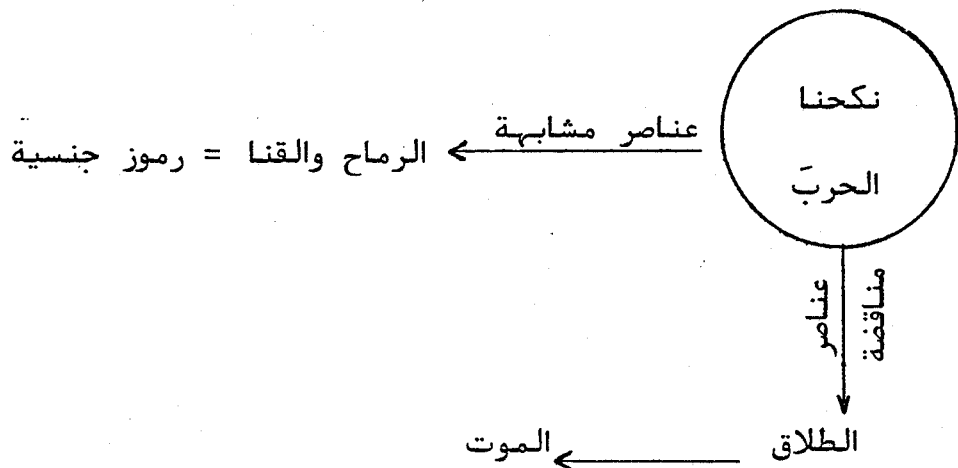 نكحنا
الحربَ
عناصر مشابهة
الرماح والقنا = رموز جنسية
عناصر
مناقضة
الطلاق
الموت